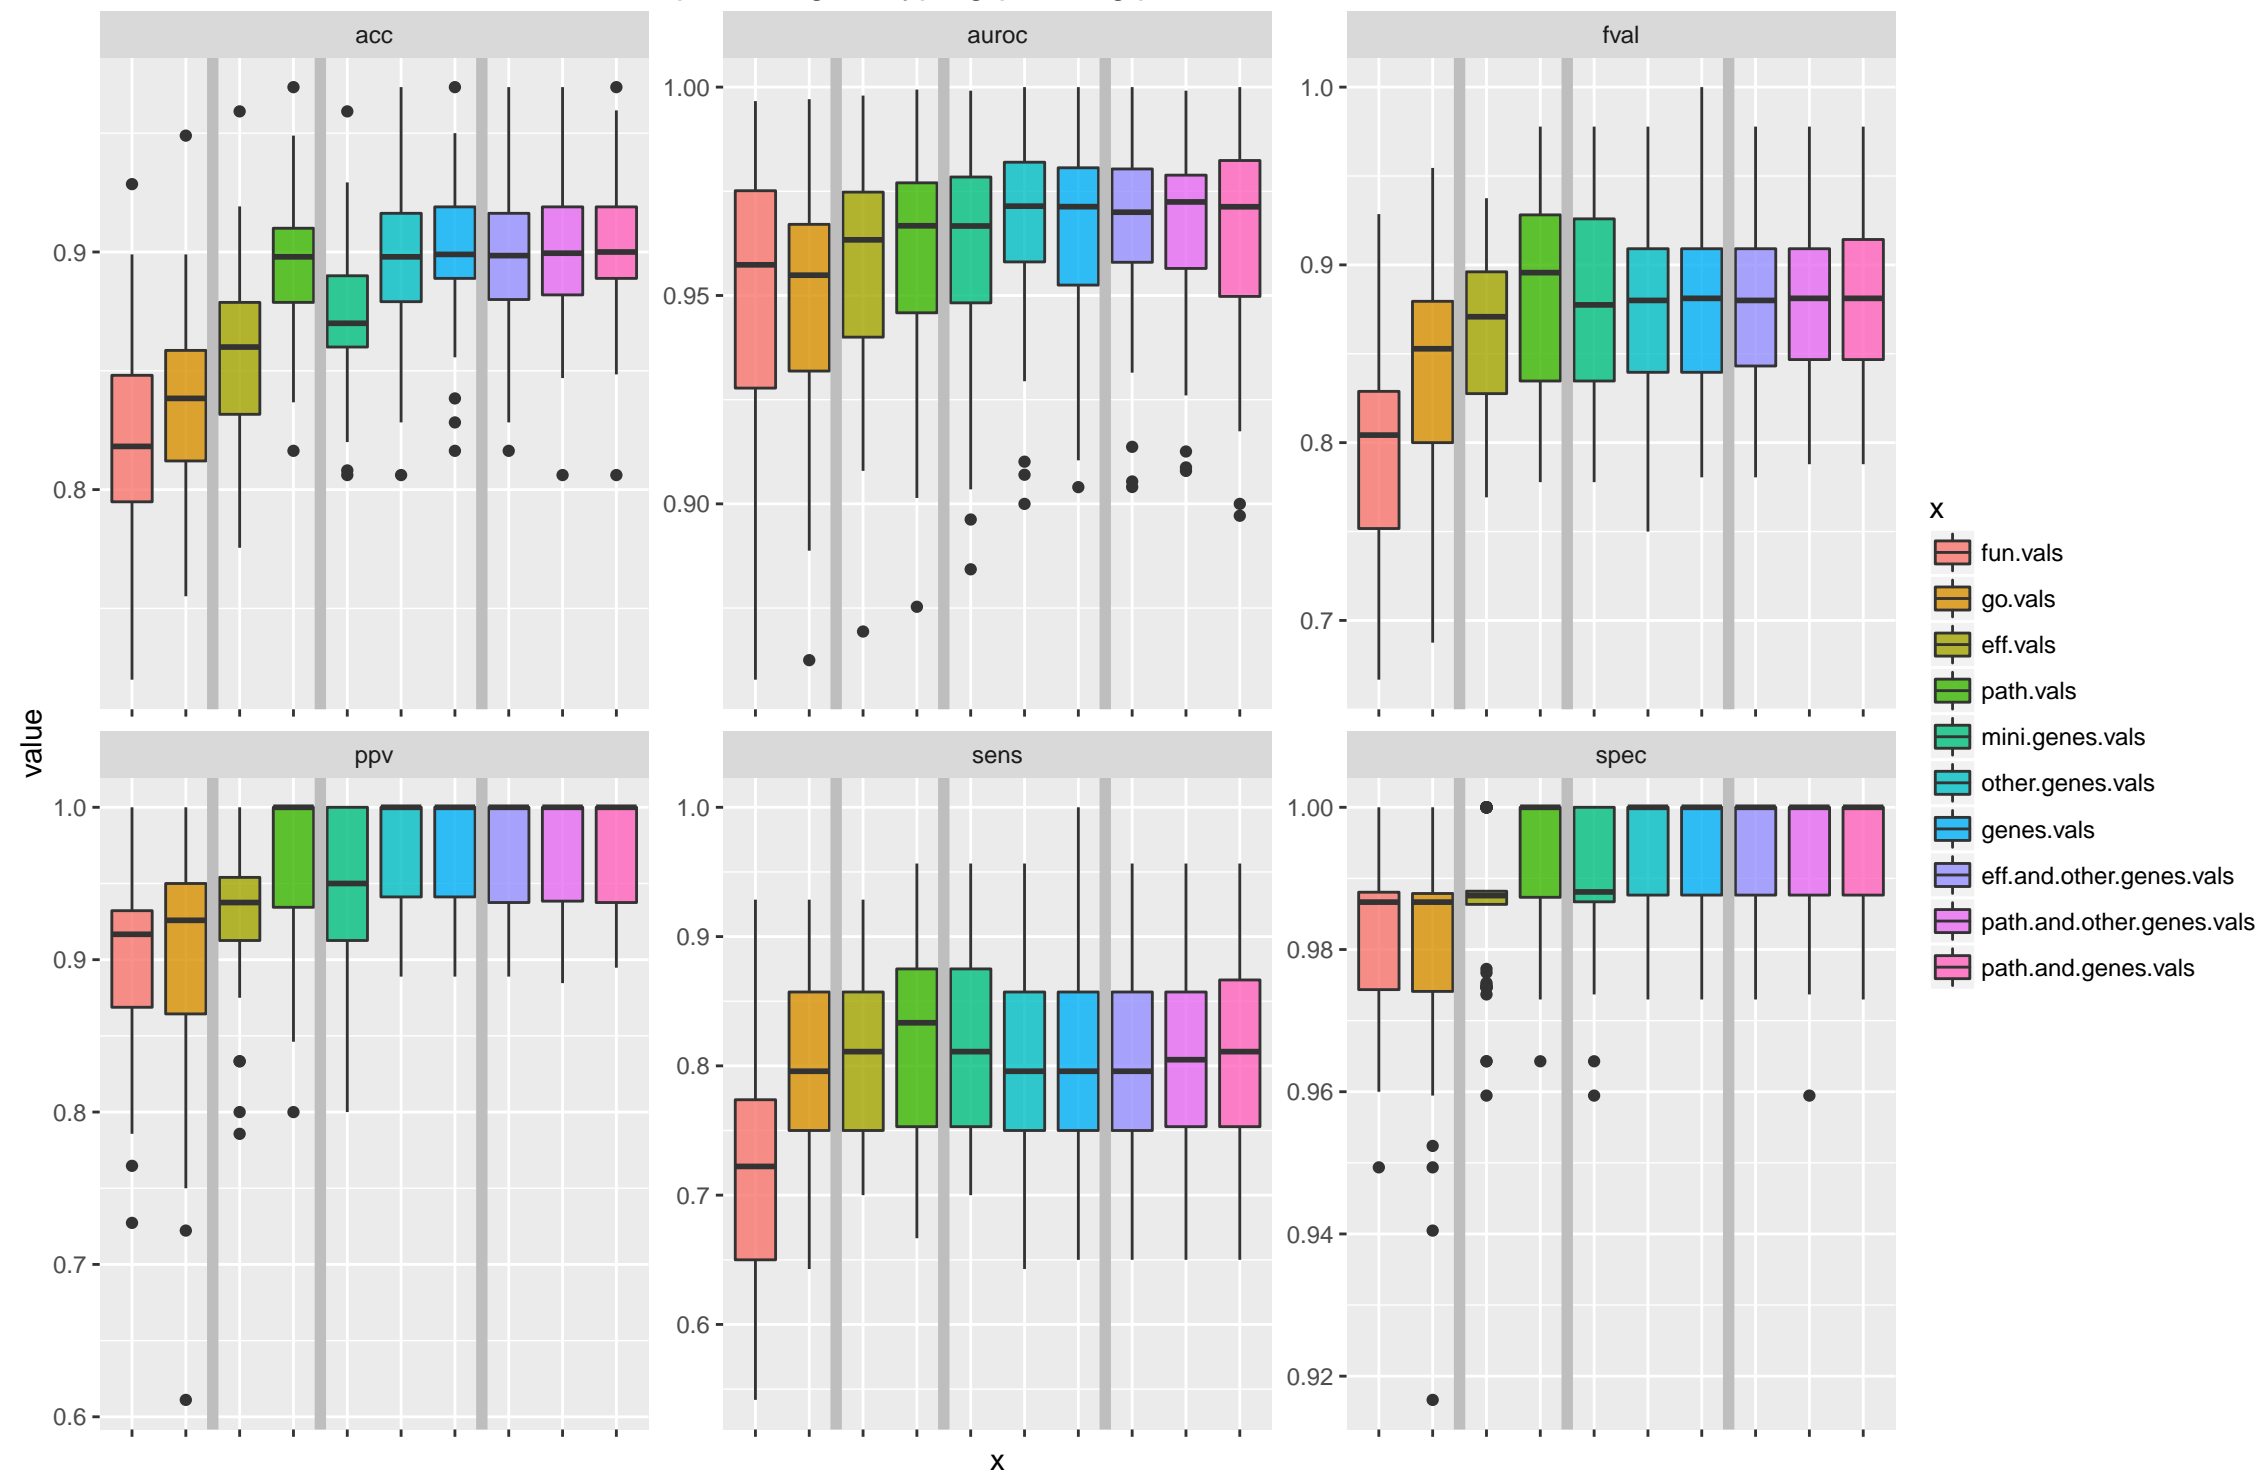 acc
auroc
fval
0.9
0.8
1.00
0.95
0.90
1.0
0.9
0.8
0.7
value
ppv
sens
spec
1.0
0.9
0.8
0.7
0.6
1.0
0.9
0.8
0.7
0.6
1.00
0.98
0.96
0.94
0.92
x
x
fun.vals
go.vals
eff.vals
path.vals
mini.genes.vals
other.genes.vals
genes.vals
eff.and.other.genes.vals
path.and.other.genes.vals
path.and.genes.vals